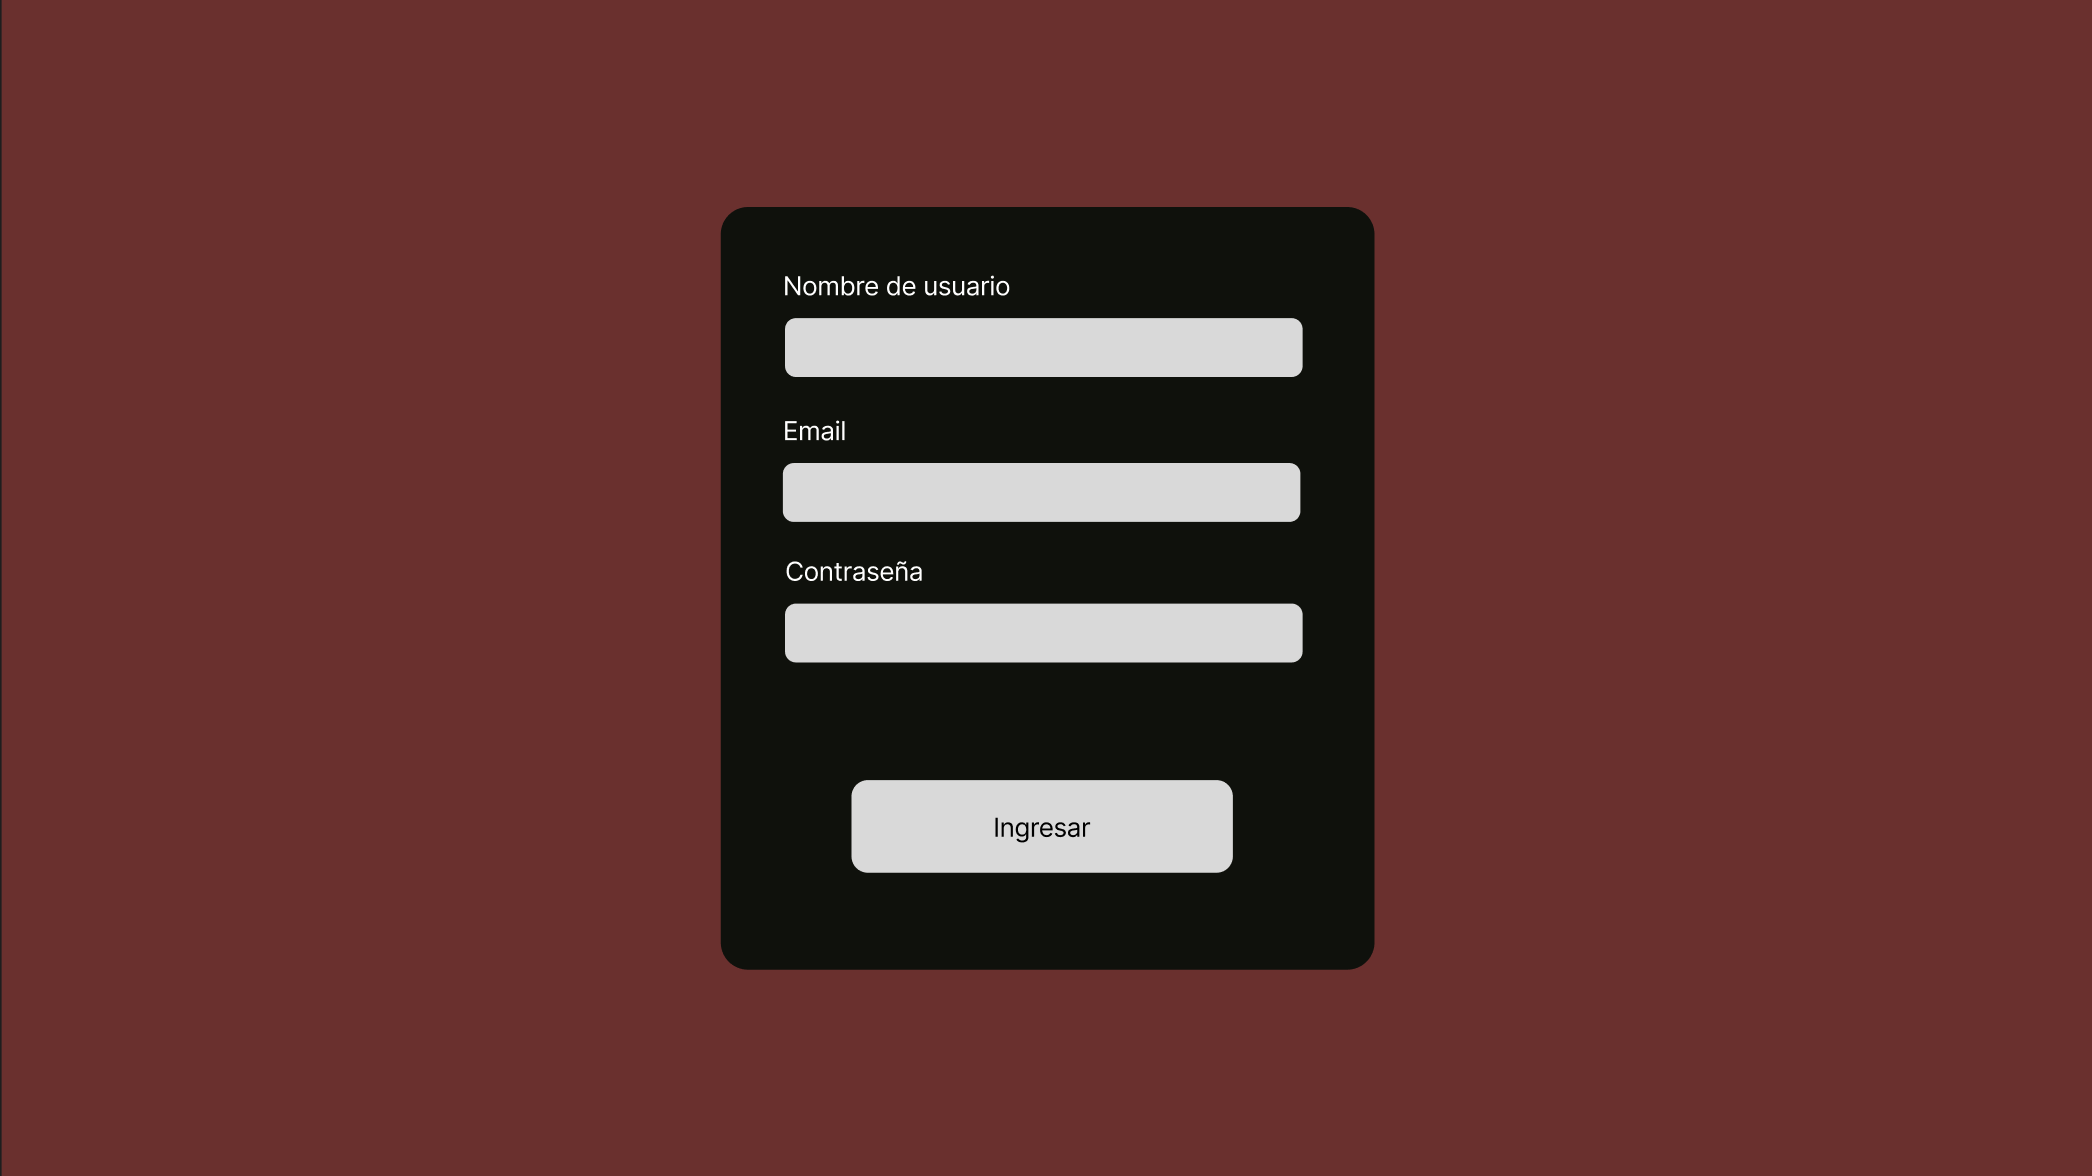 Nombre de usuario
Email
Contraseña
Ingresar